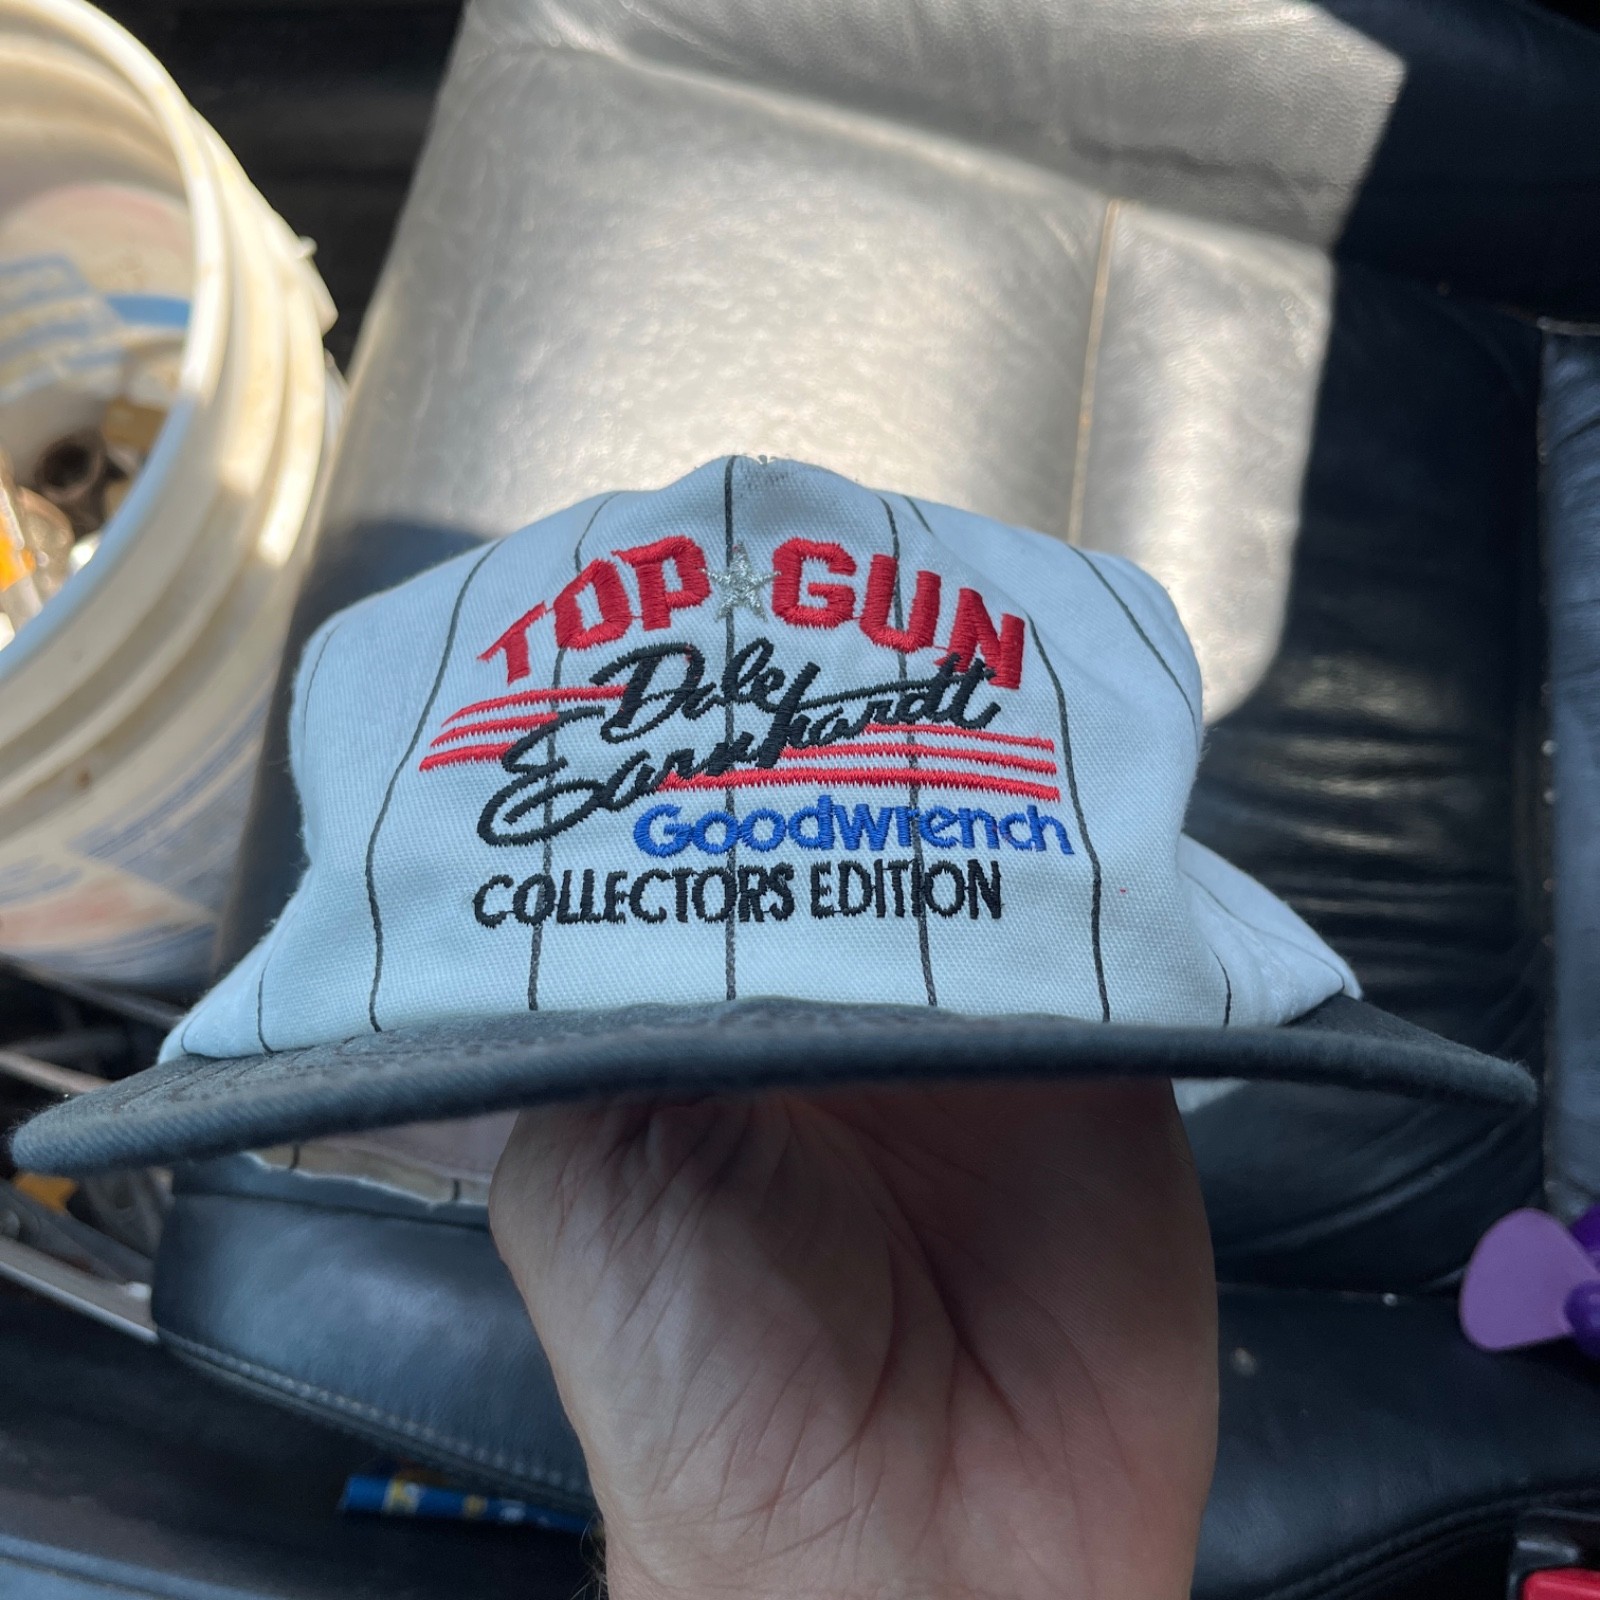 TOP GUN
Dale
Earnhardt
Goodwrench
COLLECTORS EDITION